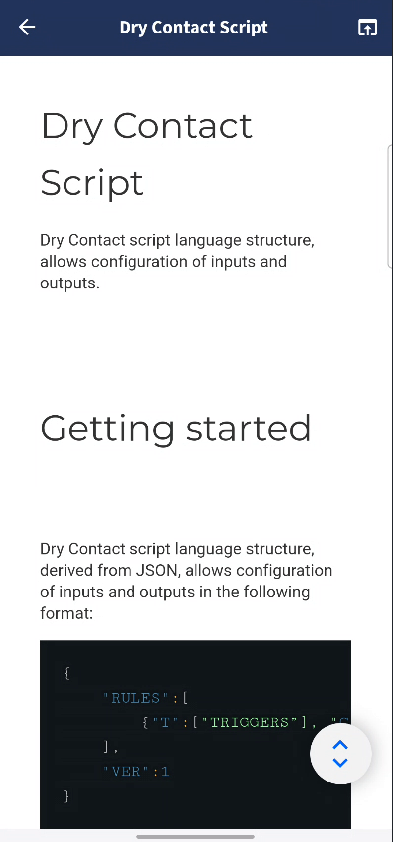 Dry Contact Script
Dry Contact
Script
Dry Contact script language structure,
allows configuration of inputs and
outputs.
Getting started
Dry Contact script language structure,
derived from JSON, allows configuration
of inputs and outputs in the following
format:
{
"RULES":[
{"T":["TRIGGERS"], "
],
"VER":1
}